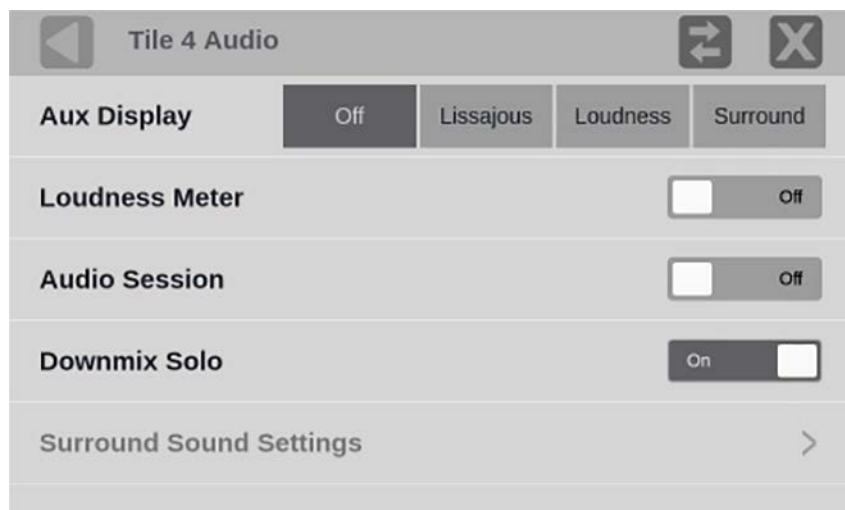 Tile 4 Audio
Aux Display Off Lissajous Loudness Surround
Loudness Meter Off
Audio Session Off
Downmix Solo On
Surround Sound Settings